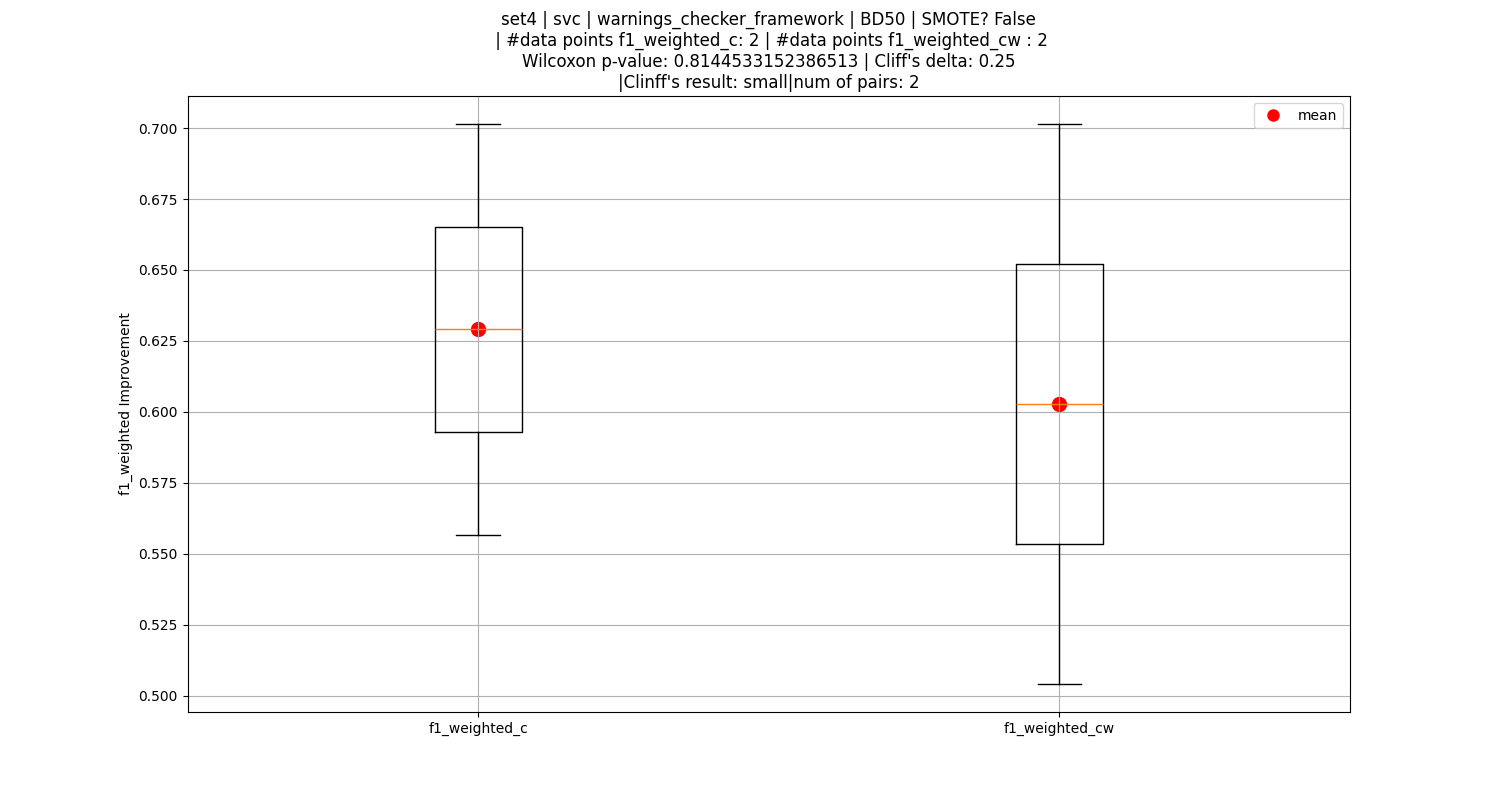 set4 | svc | warnings_checker_framework | BD50 | SMOTE? False
| #data points f1_weighted_c: 2 | #data points f1_weighted_cw : 2
Wilcoxon p-value: 0.8144533152386513 | Cliff's delta: 0.25
|Clinff's result: small|num of pairs: 2
mean
0.700
0.675
0.650
0.625
0.600
0.575
0.550
0.525
0.500
f1_weighted Improvement
f1_weighted_c
f1_weighted_cw